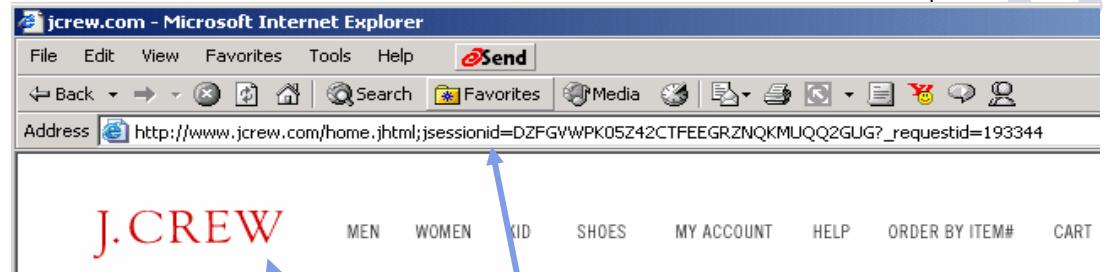 jcrew.com - Microsoft Internet Explorer
File Edit View Favorites Tools Help Send
Back Search Favorites Media
Address http://www.jcrew.com/home.jhtml;jsessionid=DZFGVWPK05Z42CTFEEGRZNQKMUQQ2GUG?_requestid=193344
J.CREW MEN WOMEN KID SHOES MY ACCOUNT HELP ORDER BY ITEM# CART